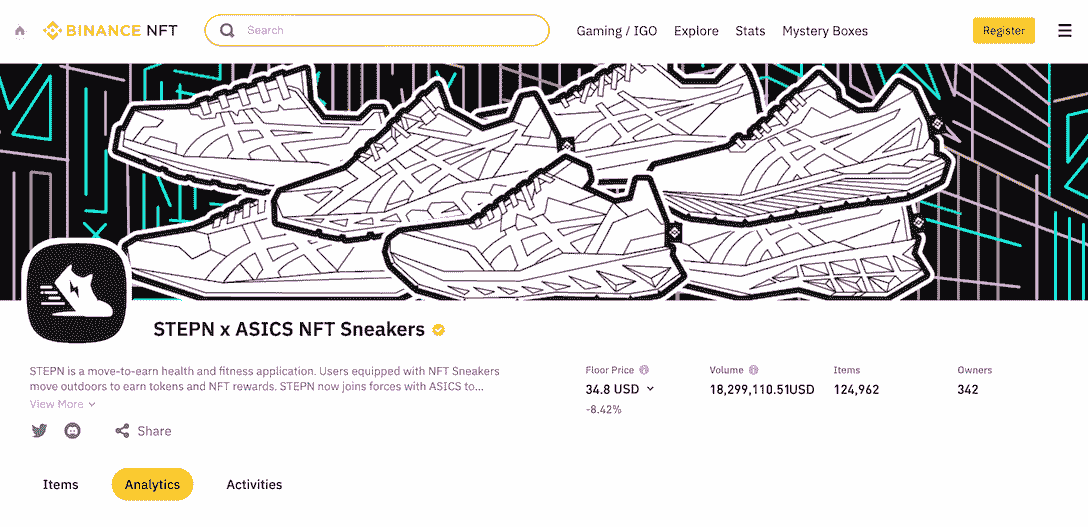 BINANCE NFT
Search
Gaming / IGO
Explore
Stats
Mystery Boxes
Register
STEPN x ASICS NFT Sneakers
STEPN is a move-to-earn health and fitness application. Users equipped with NFT Sneakers
move outdoors to earn tokens and NFT rewards. STEPN now joins forces with ASICS to...
View More
Floor Price
34.8 USD
-8.42%
Volume
18,299,110.51USD
Items
124,962
Owners
342
Share
Items
Analytics
Activities